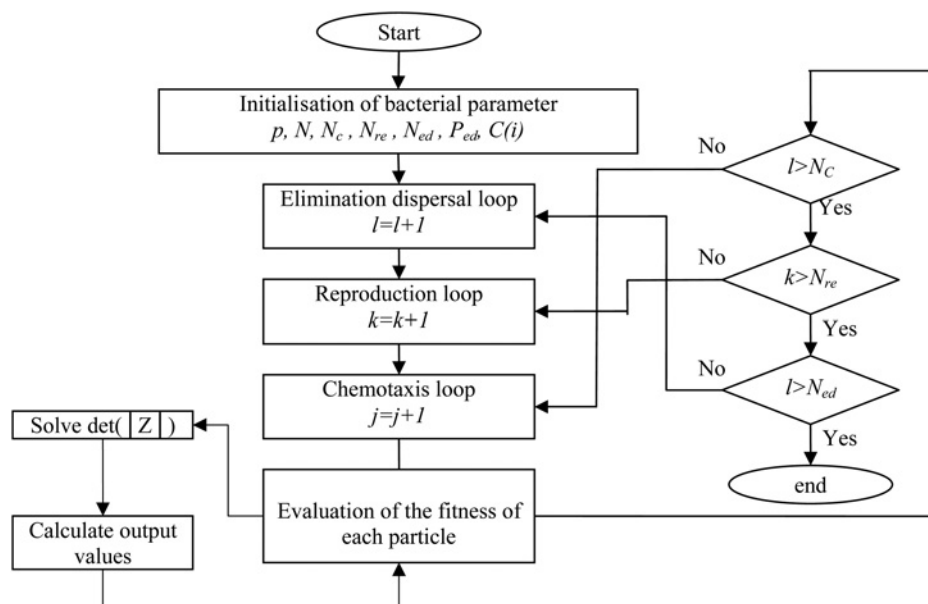 Start
Initialisation of bacterial parameter
p, N, N_c , N_re , N_ed , P_ed, C(i)
Elimination dispersal loop
l=l+1
Reproduction loop
k=k+1
Chemotaxis loop
j=j+1
Evaluation of the fitness of
each particle
Solve det( Z )
Calculate output
values
No
l>N_C
Yes
No
k>N_re
Yes
No
l>N_ed
Yes
end